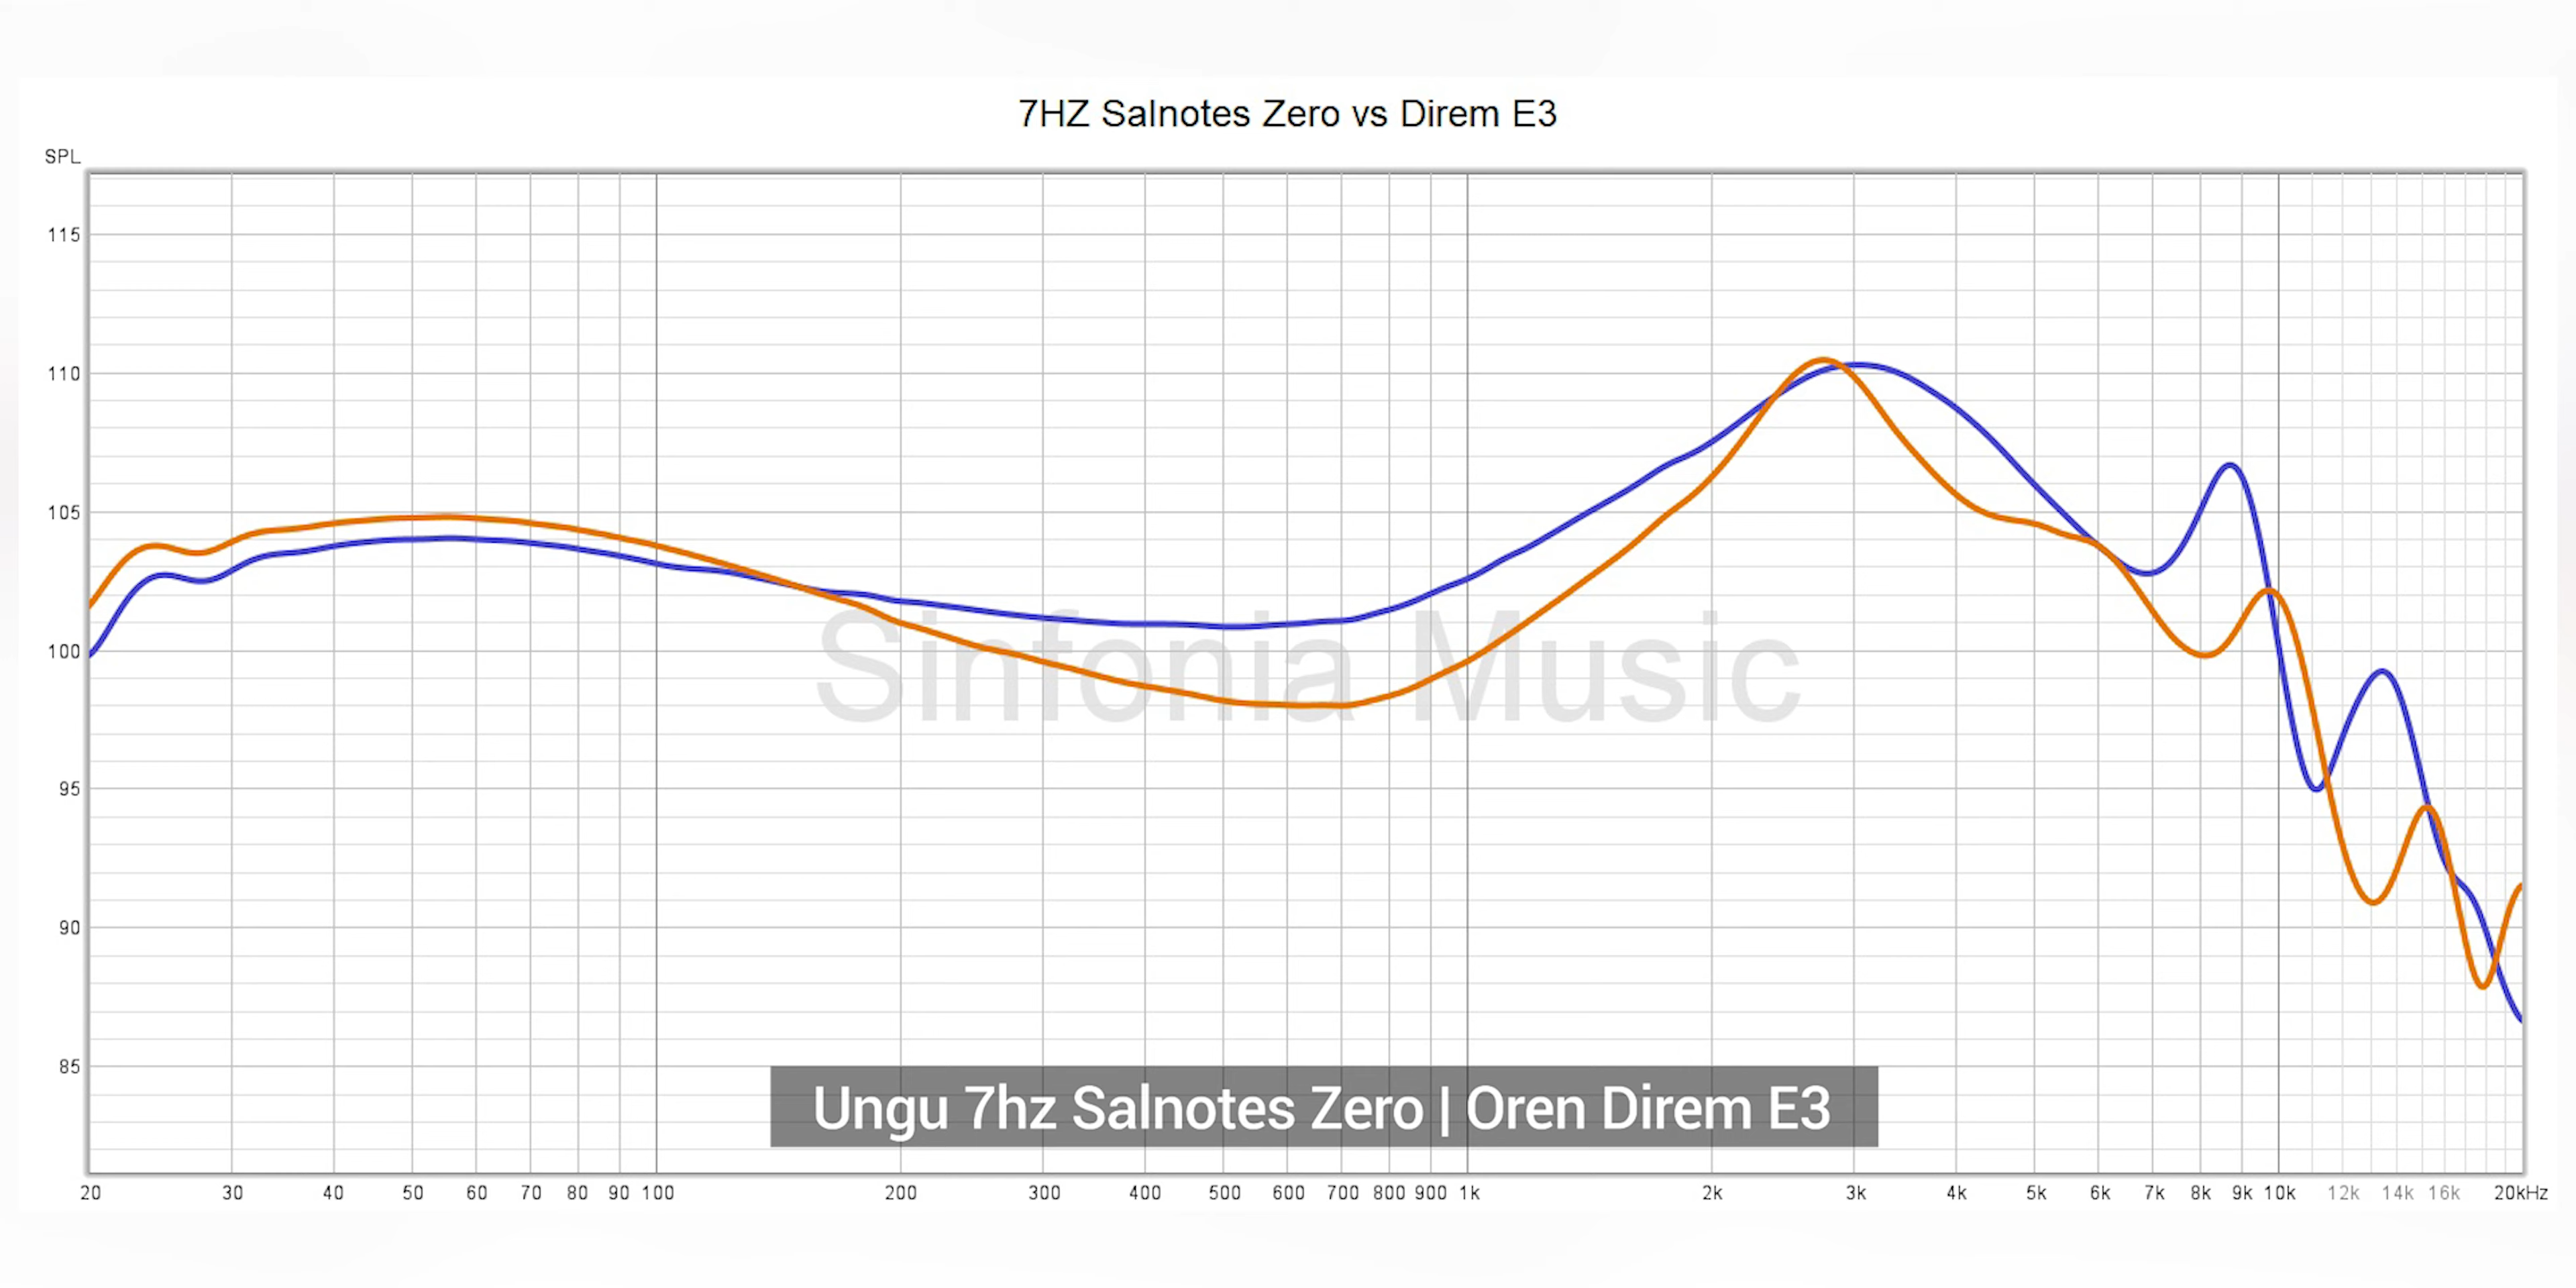 7HZ Salnotes Zero vs Direm E3
SPL
115
110
105
100
95
90
85
Sinfonia Music
Ungu 7hz Salnotes Zero | Oren Direm E3
20 30 40 50 60 70 80 90 100 200 300 400 500 600 700 800 900 1k 2k 3k 4k 5k 6k 7k 8k 9k 10k 12k 14k 16k 20kHz